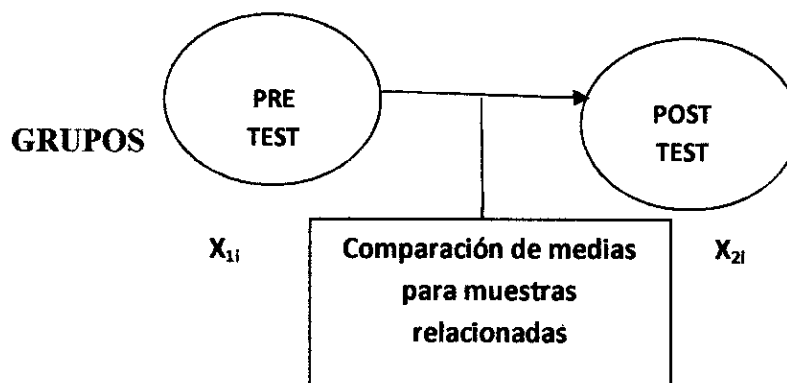 PRE
TEST
POST
TEST
GRUPOS
X₁ᵢ
X₂ᵢ
Comparación de medias
para muestras
relacionadas